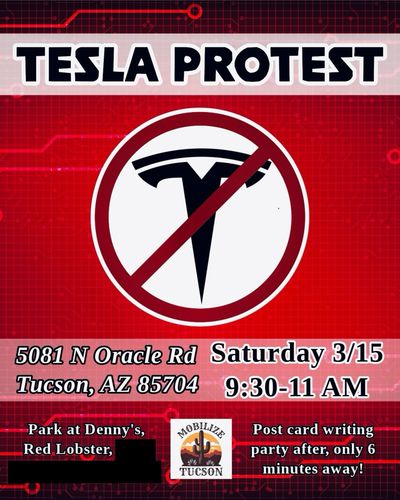 TESLA PROTEST
5081 N Oracle Rd
Tucson, AZ 85704
Saturday 3/15
9:30-11 AM
Park at Denny's,
Red Lobster,
MOBILIZE
TUCSON
Post card writing
party after, only 6
minutes away!